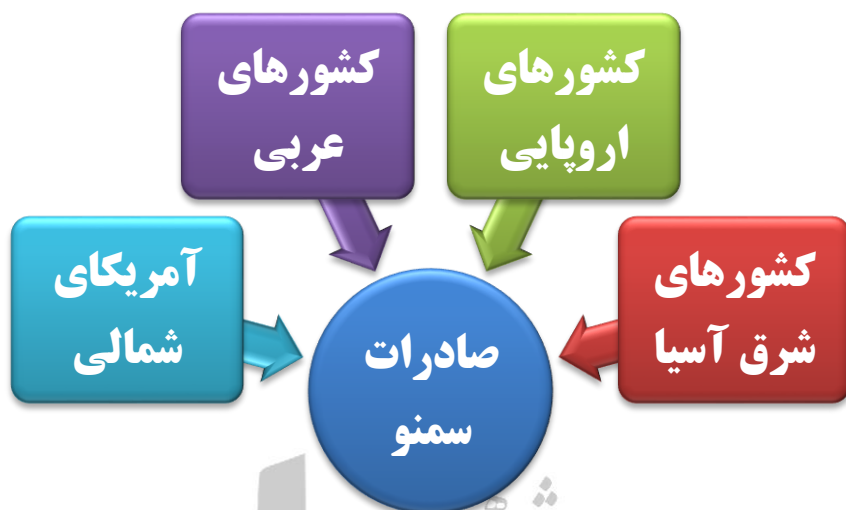 کشورهای
عربی
کشورهای
اروپایی
آمریکای
شمالی
کشورهای
شرق آسیا
صادرات
سمنو